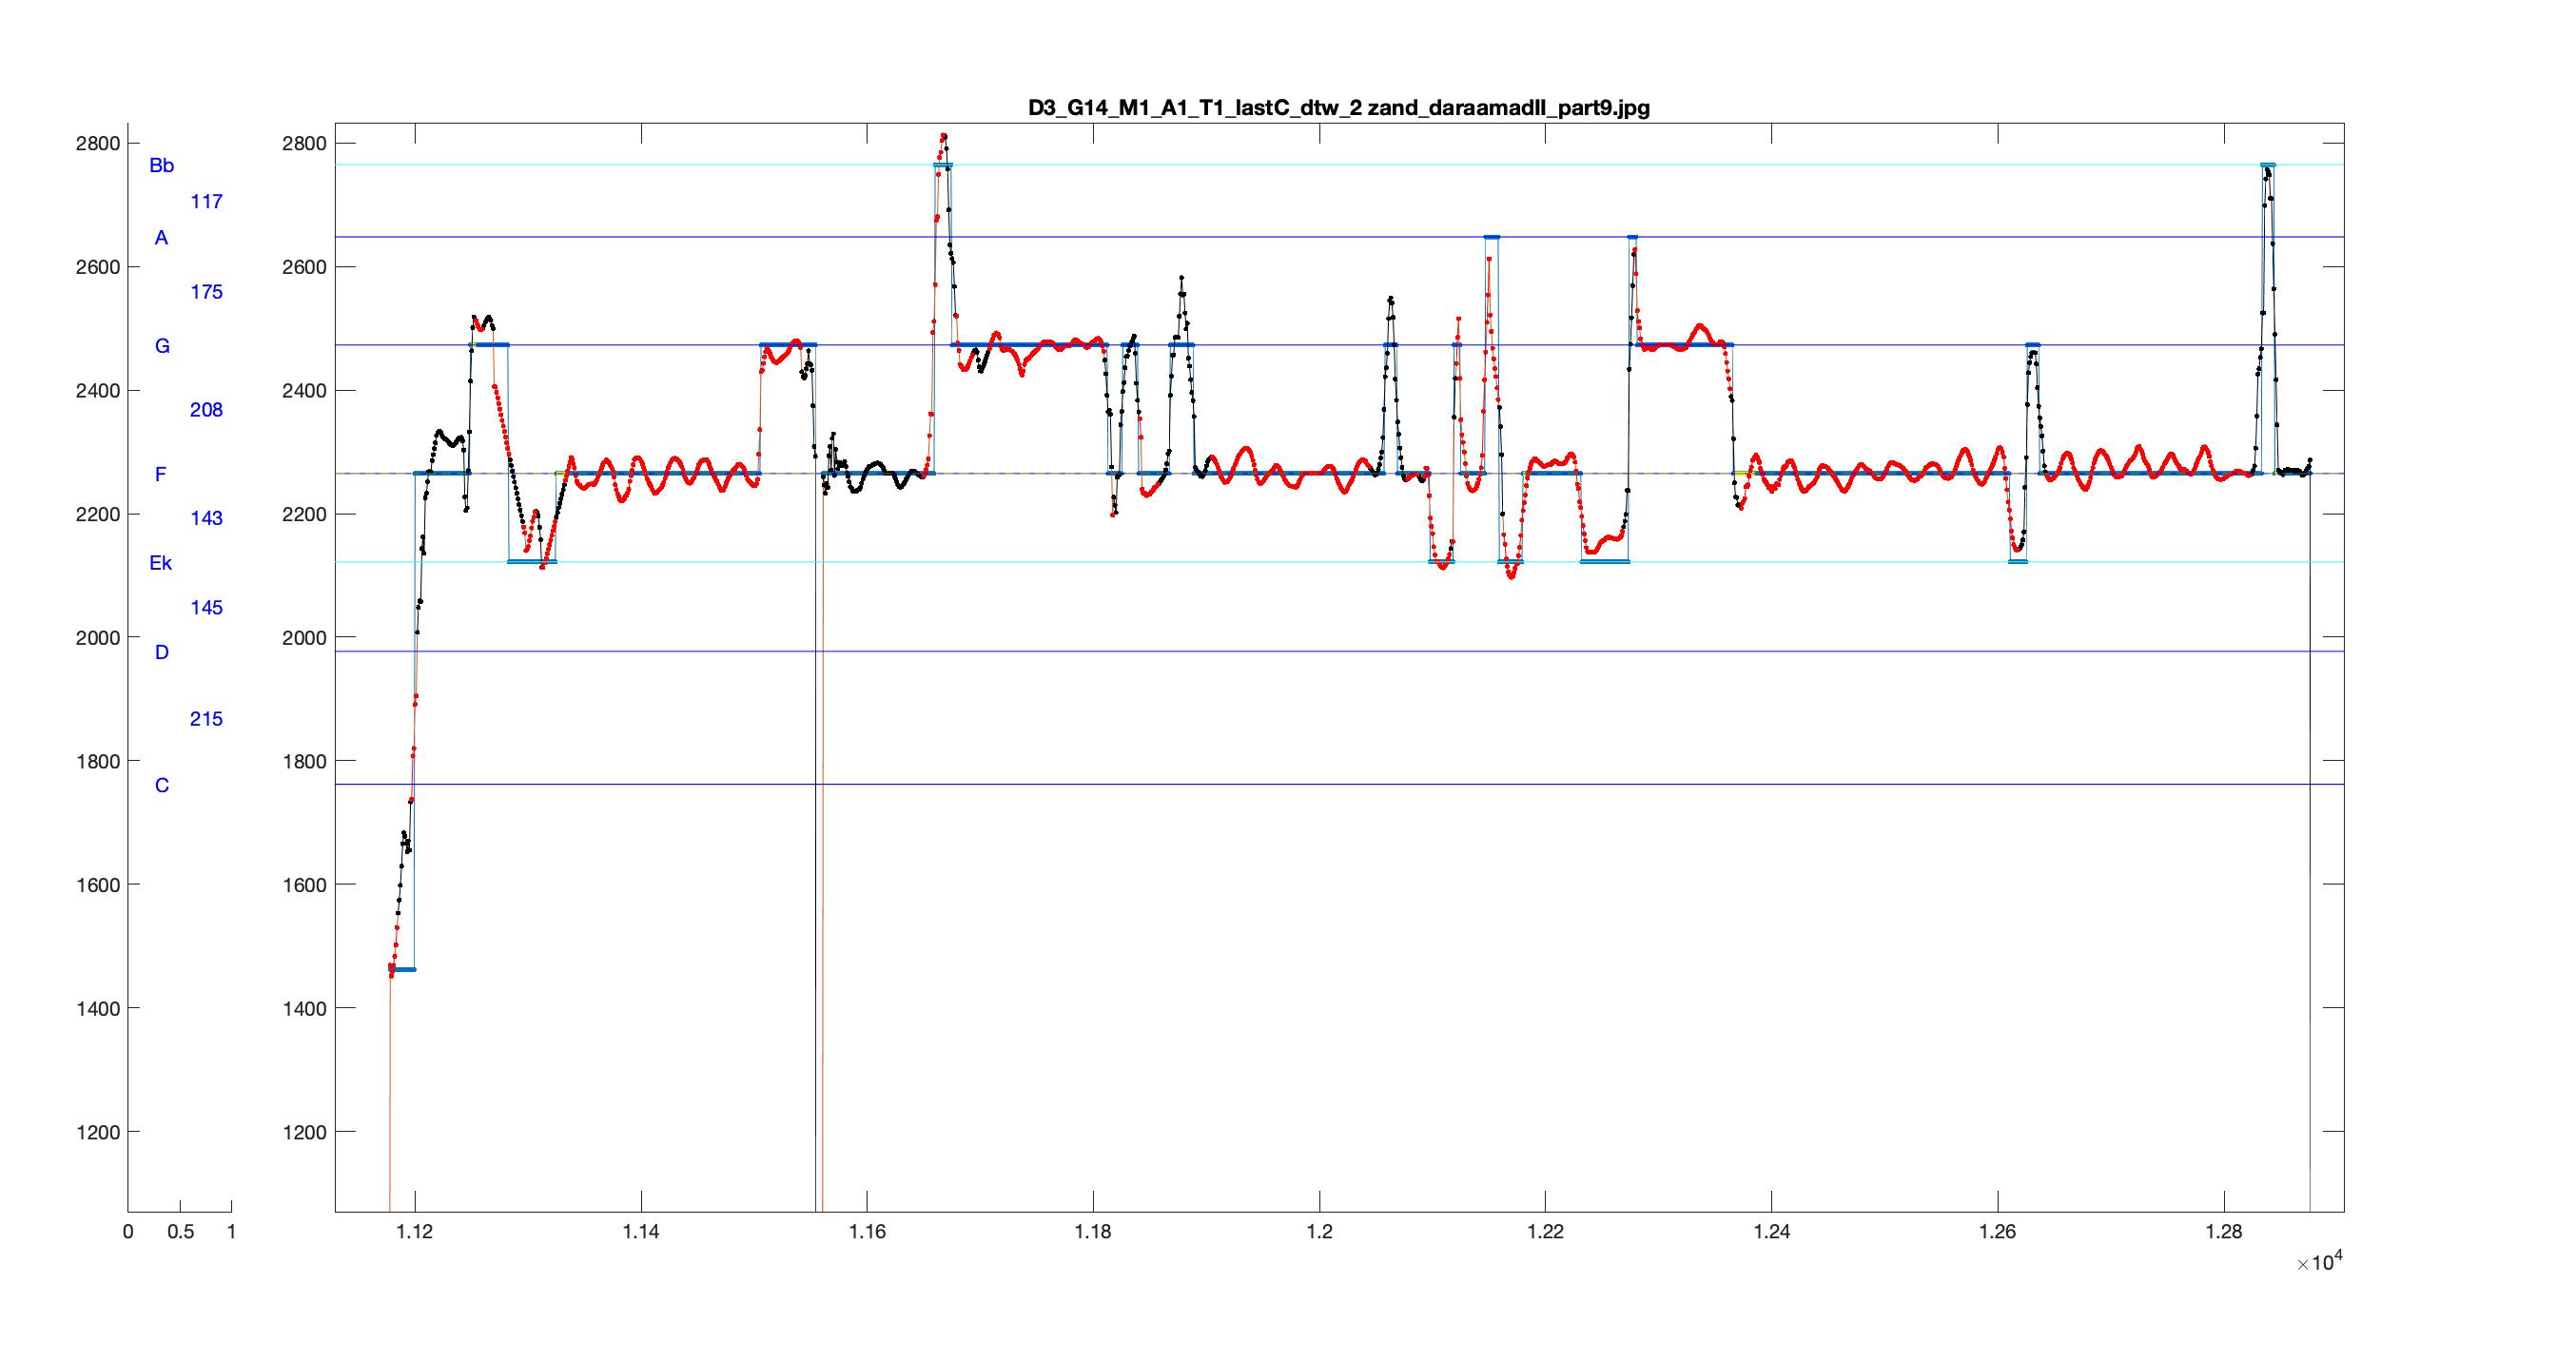 D3_G14_M1_A1_T1_lastC_dtw_2 zand_daraamadII_part9.jpg
2800 2800
Bb
117
A
2600 2600
175
G
2400 2400
208
F
2200 143 2200
Ek
145
2000 2000
D
215
1800 1800
C
1600 1600
1400 1400
1200 1200
0 0.5 1 1.12 1.14 1.16 1.18 1.2 1.22 1.24 1.26 1.28
×10⁴